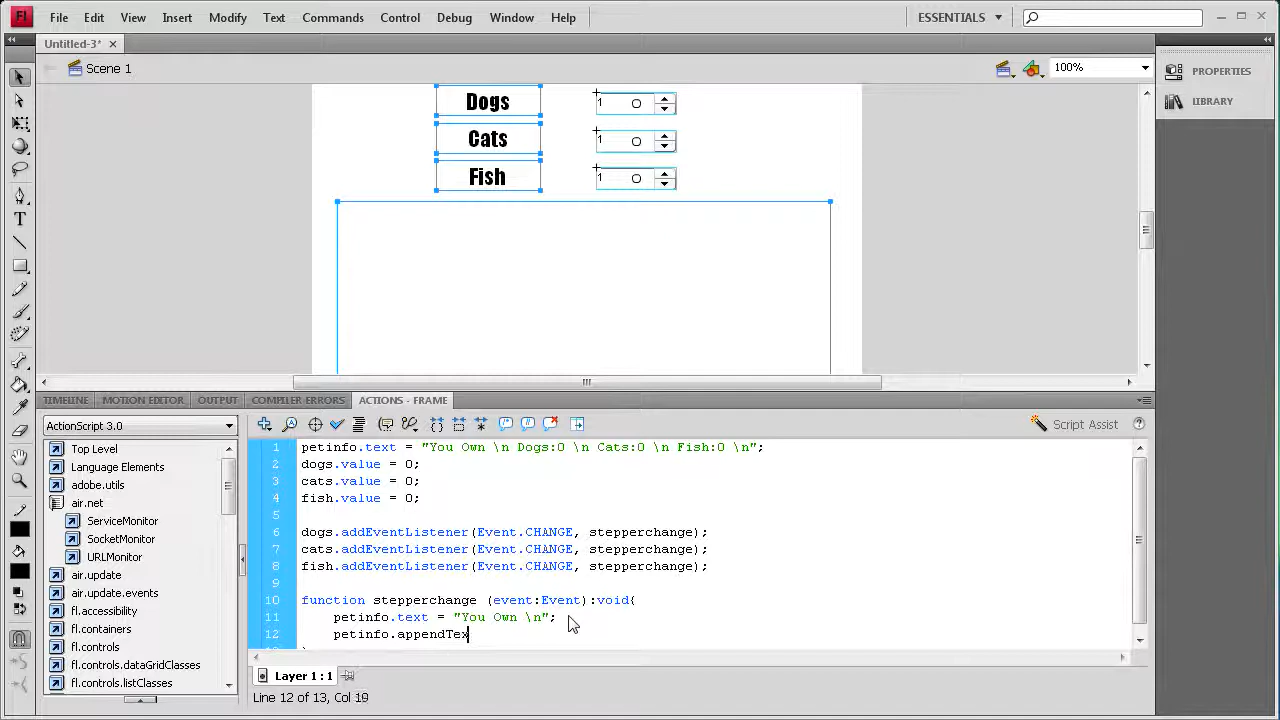 Fl File Edit View Insert Modify Text Commands Control Debug Window Help ESSENTIALS
Untitled-3*
Scene 1 100%
PROPERTIES
LIBRARY
Dogs 1
Cats 1
Fish 1
TIMELINE MOTION EDITOR OUTPUT COMPILER ERRORS ACTIONS - FRAME
ActionScript 3.0
Script Assist
Top Level
Language Elements
adobe.utils
air.net
ServiceMonitor
SocketMonitor
URLMonitor
air.update
air.update.events
fl.accessibility
fl.containers
fl.controls
fl.controls.dataGridClasses
fl.controls.listClasses
1 petinfo.text = "You Own \n Dogs:0 \n Cats:0 \n Fish:0 \n";
2 dogs.value = 0;
3 cats.value = 0;
4 fish.value = 0;
5
6 dogs.addEventListener(Event.CHANGE, stepperchange);
7 cats.addEventListener(Event.CHANGE, stepperchange);
8 fish.addEventListener(Event.CHANGE, stepperchange);
9
10 function stepperchange (event:Event):void{
11 petinfo.text = "You Own \n";
12 petinfo.appendTex
Layer 1 : 1
Line 12 of 13, Col 19